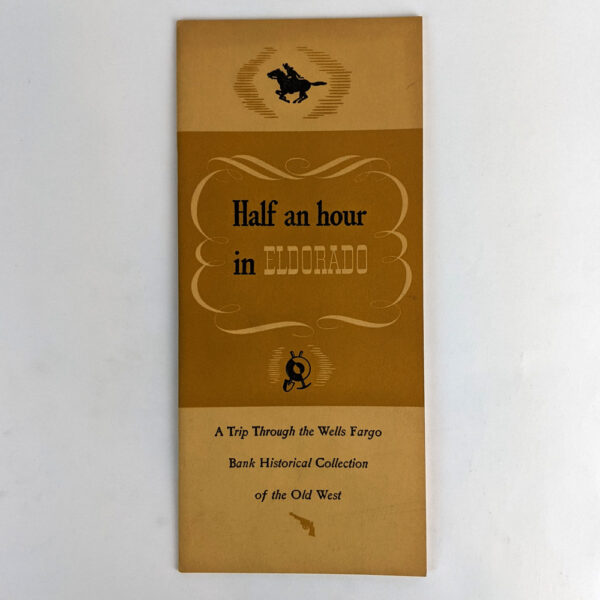 Half an hour
in ELDORADO
A Trip Through the Wells Fargo
Bank Historical Collection
of the Old West